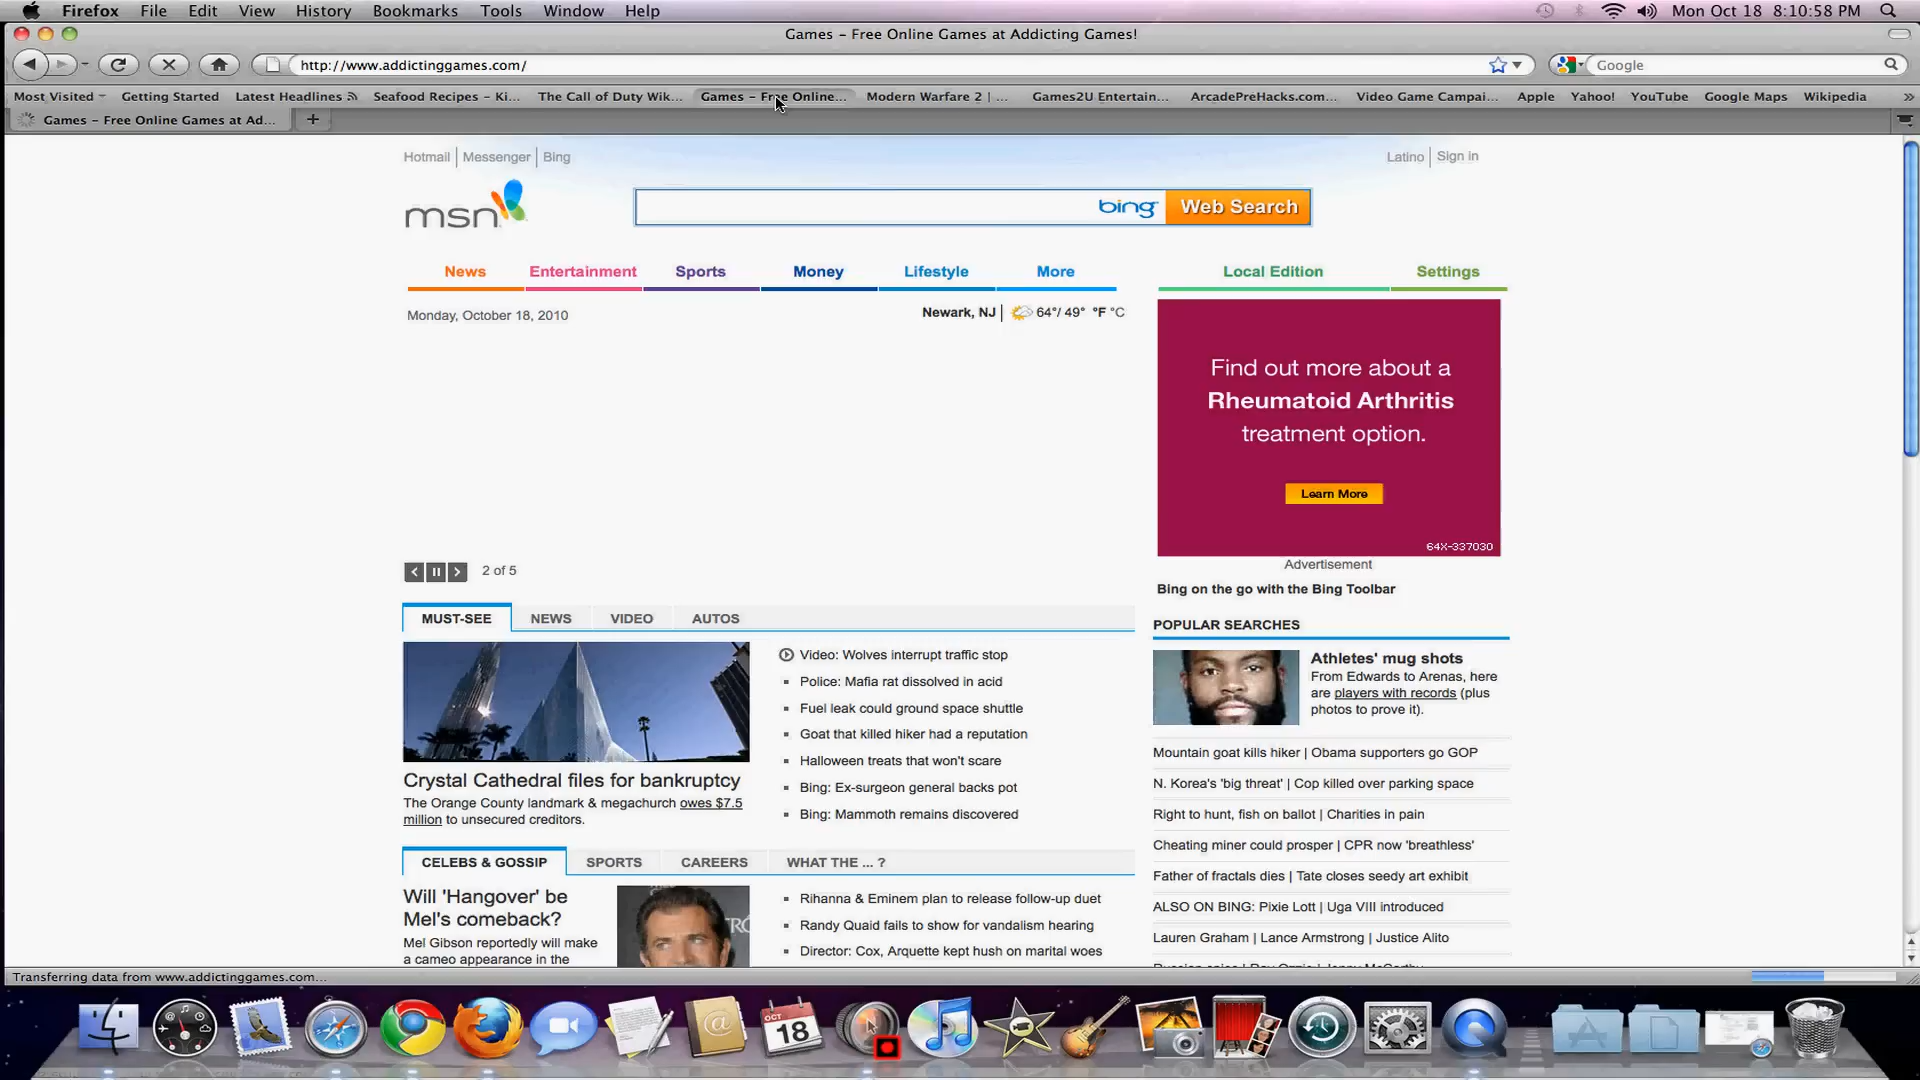 Firefox File Edit View History Bookmarks Tools Window Help Mon Oct 18 8:10:58 PM
Games – Free Online Games at Addicting Games!
http://www.addictinggames.com/ Google
Most Visited Getting Started Latest Headlines Seafood Recipes – Ki... The Call of Duty Wik... Games – Free Online... Modern Warfare 2 | ... Games2U Entertain... ArcadePreHacks.com... Video Game Campai... Apple Yahoo! YouTube Google Maps Wikipedia »
Games – Free Online Games at Ad... +
Hotmail Messenger Bing Latino Sign in
msn bing Web Search
News Entertainment Sports Money Lifestyle More Local Edition Settings
Monday, October 18, 2010 Newark, NJ 64°/ 49° °F °C
Find out more about a
Rheumatoid Arthritis
treatment option.
Learn More
64X-337030
Advertisement
2 of 5
Bing on the go with the Bing Toolbar
MUST-SEE NEWS VIDEO AUTOS
Crystal Cathedral files for bankruptcy
The Orange County landmark & megachurch owes $7.5
million to unsecured creditors.
Video: Wolves interrupt traffic stop
Police: Mafia rat dissolved in acid
Fuel leak could ground space shuttle
Goat that killed hiker had a reputation
Halloween treats that won't scare
Bing: Ex-surgeon general backs pot
Bing: Mammoth remains discovered
POPULAR SEARCHES
Athletes' mug shots
From Edwards to Arenas, here
are players with records (plus
photos to prove it).
Mountain goat kills hiker | Obama supporters go GOP
N. Korea's 'big threat' | Cop killed over parking space
Right to hunt, fish on ballot | Charities in pain
Cheating miner could prosper | CPR now 'breathless'
Father of fractals dies | Tate closes seedy art exhibit
ALSO ON BING: Pixie Lott | Uga VIII introduced
Lauren Graham | Lance Armstrong | Justice Alito
CELEBS & GOSSIP SPORTS CAREERS WHAT THE ... ?
Will 'Hangover' be
Mel's comeback?
Mel Gibson reportedly will make
a cameo appearance in the
Rihanna & Eminem plan to release follow-up duet
Randy Quaid fails to show for vandalism hearing
Director: Cox, Arquette kept hush on marital woes
Transferring data from www.addictinggames.com...
OCT
18